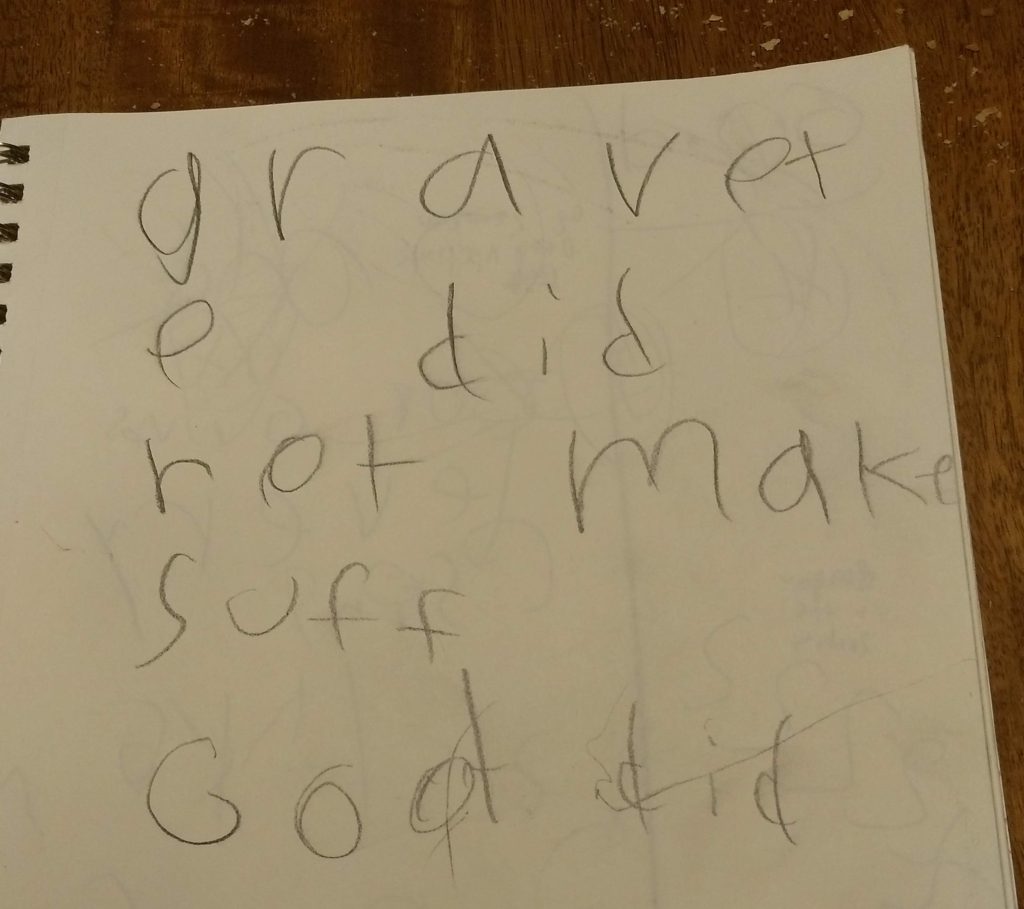 gravet
e did
not make
suff
God did